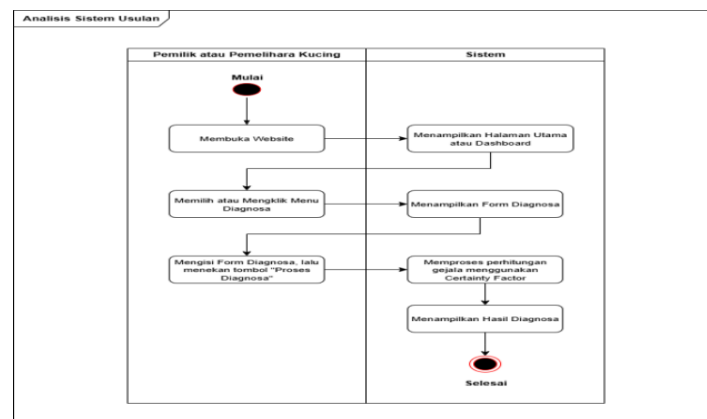 Analisis Sistem Usulan
Pemilik atau Pemelihara Kucing
Sistem
Mulai
Membuka Website
Menampilkan Halaman Utama
atau Dashboard
Memilih atau Mengklik Menu
Diagnosa
Menampilkan Form Diagnosa
Mengisi Form Diagnosa, lalu
menekan tombol "Proses
Diagnosa"
Memproses perhitungan
gejala menggunakan
Certainty Factor
Menampilkan Hasil Diagnosa
Selesai